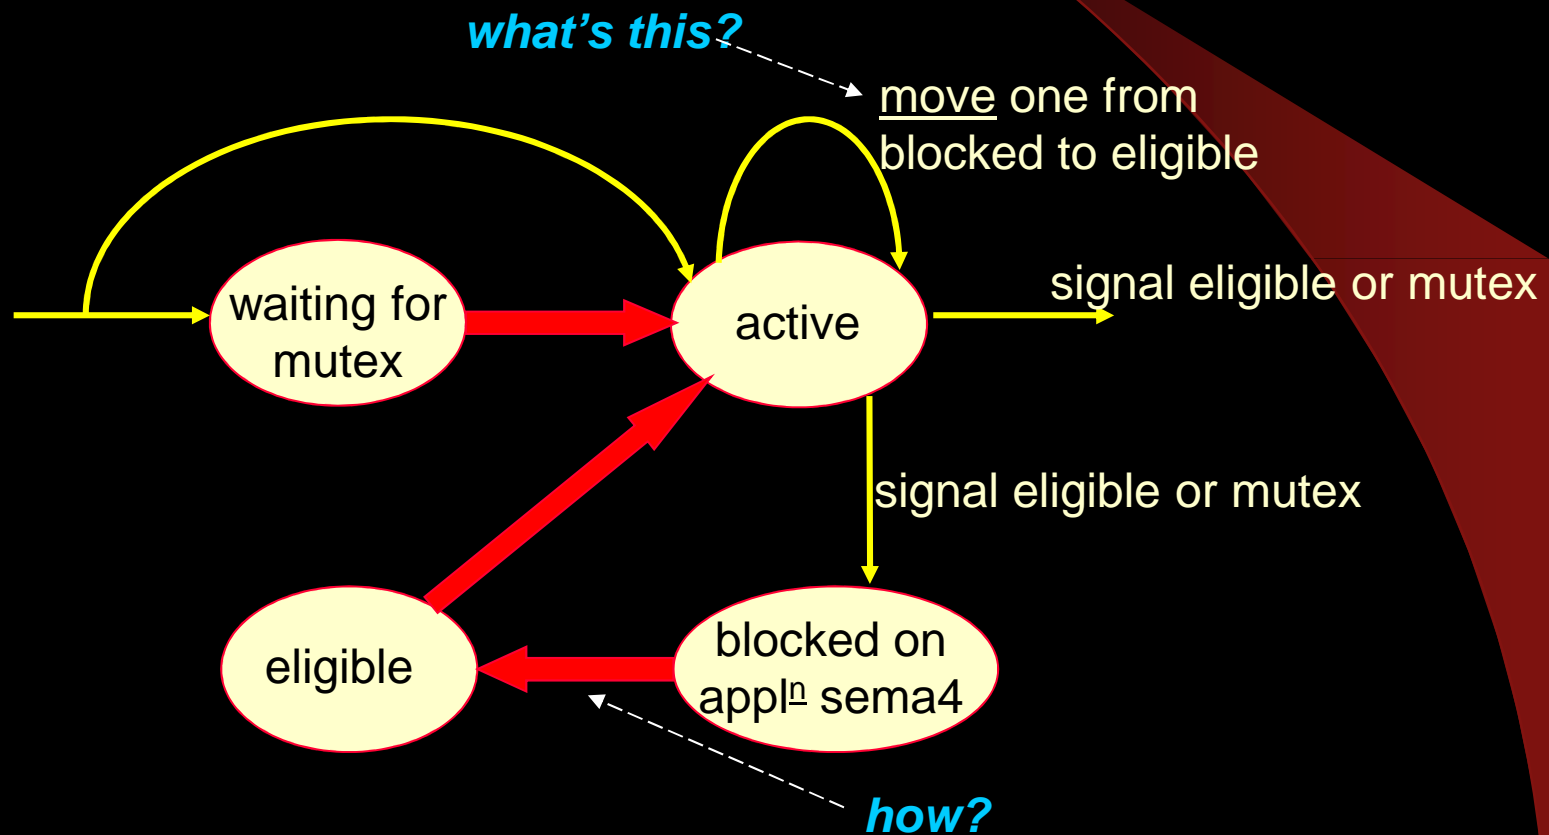 what's this?
move one from
blocked to eligible
waiting for
mutex
active
signal eligible or mutex
signal eligible or mutex
eligible
blocked on
applⁿ sema4
how?